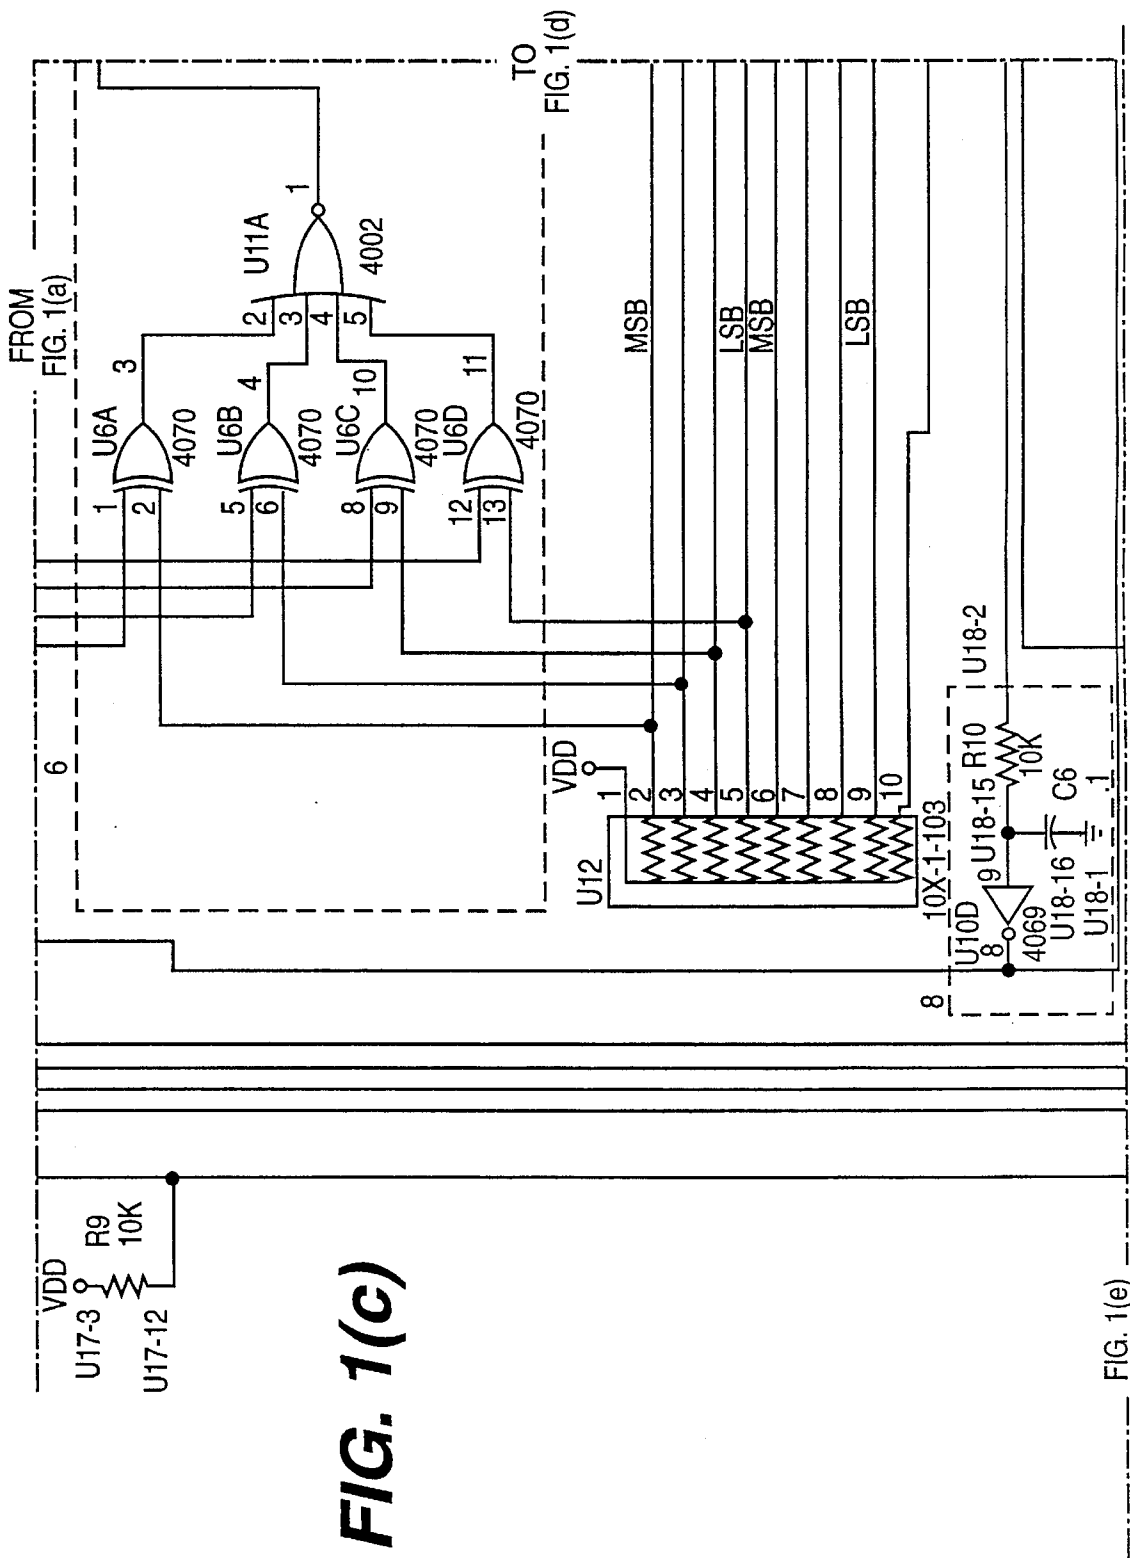 FROM
FIG. 1(a)
TO
FIG. 1(d)
6
U6A
1
2
3
4070
U6B
5
6
4
4070
U6C
8
9
10
4070
U6D
12
13
11
4070
U11A
2
3
4
5
1
4002
VDD
U12
1
2
3
4
5
6
7
8
9
10
10X-1-103
MSB
LSB
MSB
LSB
8
U10D
8
9
4069
U18-15
R10
10K
U18-2
U18-16
C6
U18-1
.1
VDD
U17-3
R9
10K
U17-12
FIG. 1(c)
FIG. 1(e)